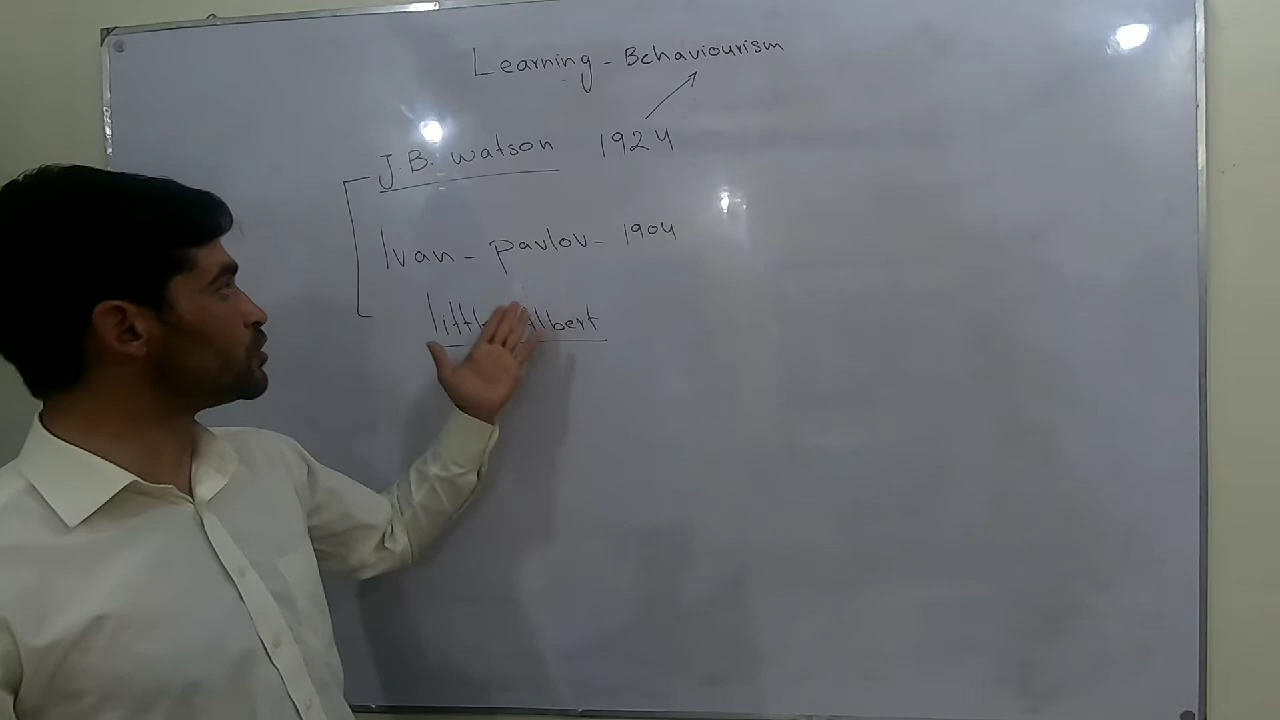 Learning - Behaviourism
J.B. watson 1924
Ivan - pavlov - 1904
little Albert